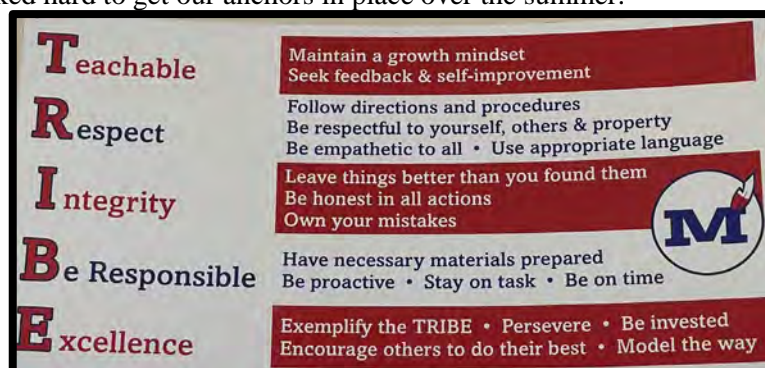 ked hard to get our anchors in place over the summer.
Teachable
Maintain a growth mindset
Seek feedback & self-improvement
Respect
Follow directions and procedures
Be respectful to yourself, others & property
Be empathetic to all • Use appropriate language
Integrity
Leave things better than you found them
Be honest in all actions
Own your mistakes
M
Be Responsible
Have necessary materials prepared
Be proactive • Stay on task • Be on time
Excellence
Exemplify the TRIBE • Persevere • Be invested
Encourage others to do their best • Model the way